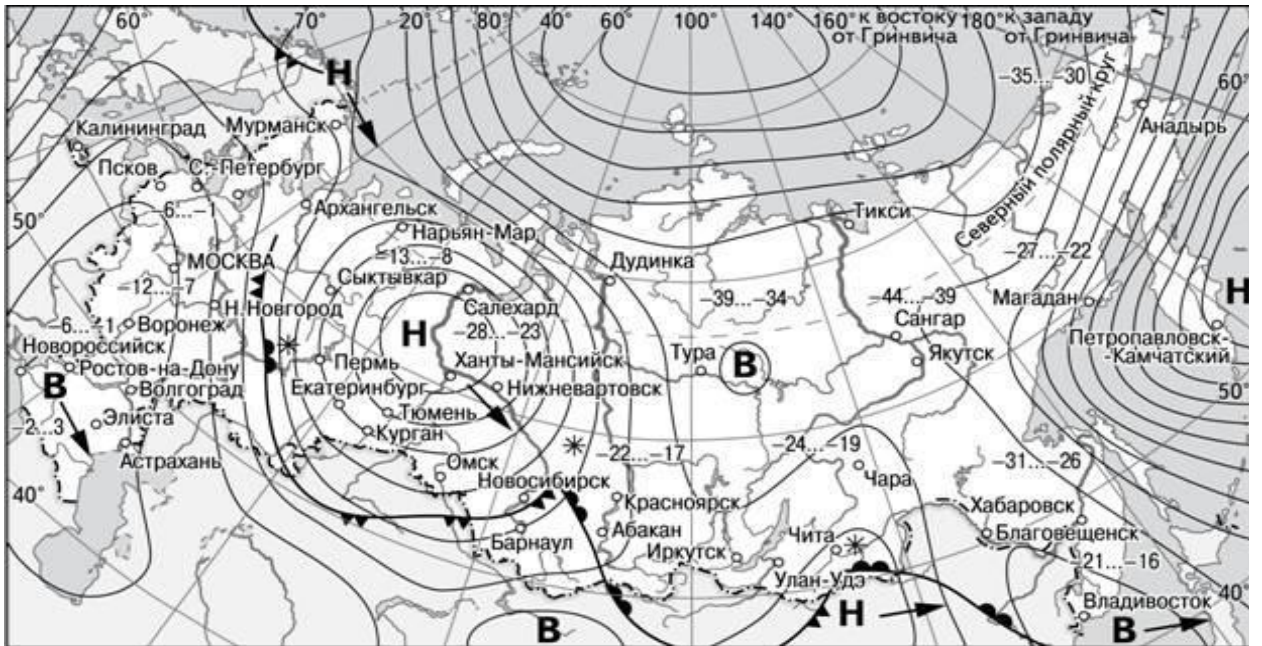 60°
70°
20°
80°
40°
80°
100°
140°
160°
к востоку
от Гринвича
180°
к западу
от Гринвича
Н
−35...−30
60°
Северный полярный круг
Калининград
Мурманск
Анадырь
Псков
С.-Петербург
−6...−1
Архангельск
Тикси
50°
Нарьян-Мар
МОСКВА
−13...−8
Дудинка
−27...−22
−12...−7
Сыктывкар
Салехард
−39...−34
−44...−39
Магадан
Н
Н.Новгород
Н
−28...−23
Сангар
−6...−1
Воронеж
Петропавловск-
-Камчатский
Новороссийск
Пермь
Ханты-Мансийск
Тура
В
Якутск
Ростов-на-Дону
Екатеринбург
Нижневартовск
50°
В
Волгоград
Тюмень
Элиста
Курган
−2...3
−22...−17
−24...−19
Астрахань
Омск
Чара
−31...−26
40°
Новосибирск
Красноярск
Хабаровск
Барнаул
Абакан
Чита
Благовещенск
Иркутск
−21...−16
Улан-Удэ
40°
В
Н
Владивосток
В